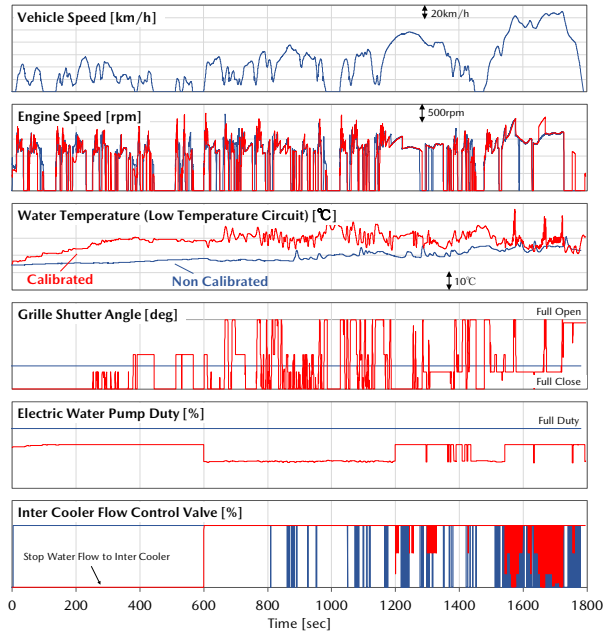 Vehicle Speed [km/h]
20km/h
Engine Speed [rpm]
500rpm
Water Temperature (Low Temperature Circuit) [℃]
Calibrated
Non Calibrated
10℃
Grille Shutter Angle [deg]
Full Open
Full Close
Electric Water Pump Duty [%]
Full Duty
Inter Cooler Flow Control Valve [%]
Stop Water Flow to Inter Cooler
0 200 400 600 800 1000 1200 1400 1600 1800
Time [sec]